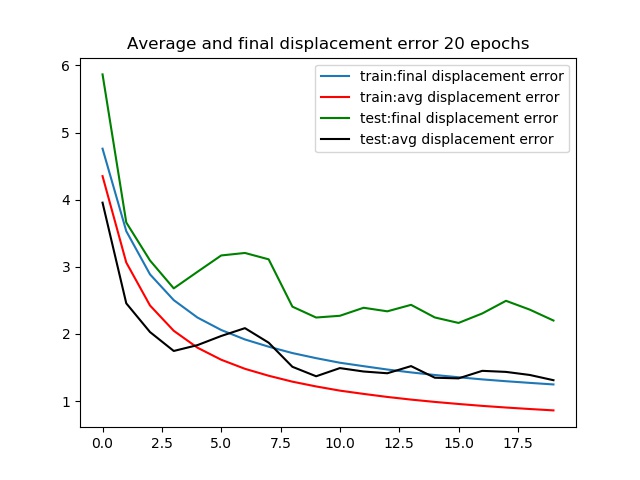 Average and final displacement error 20 epochs
train:final displacement error
train:avg displacement error
test:final displacement error
test:avg displacement error
6
5
4
3
2
1
0.0 2.5 5.0 7.5 10.0 12.5 15.0 17.5